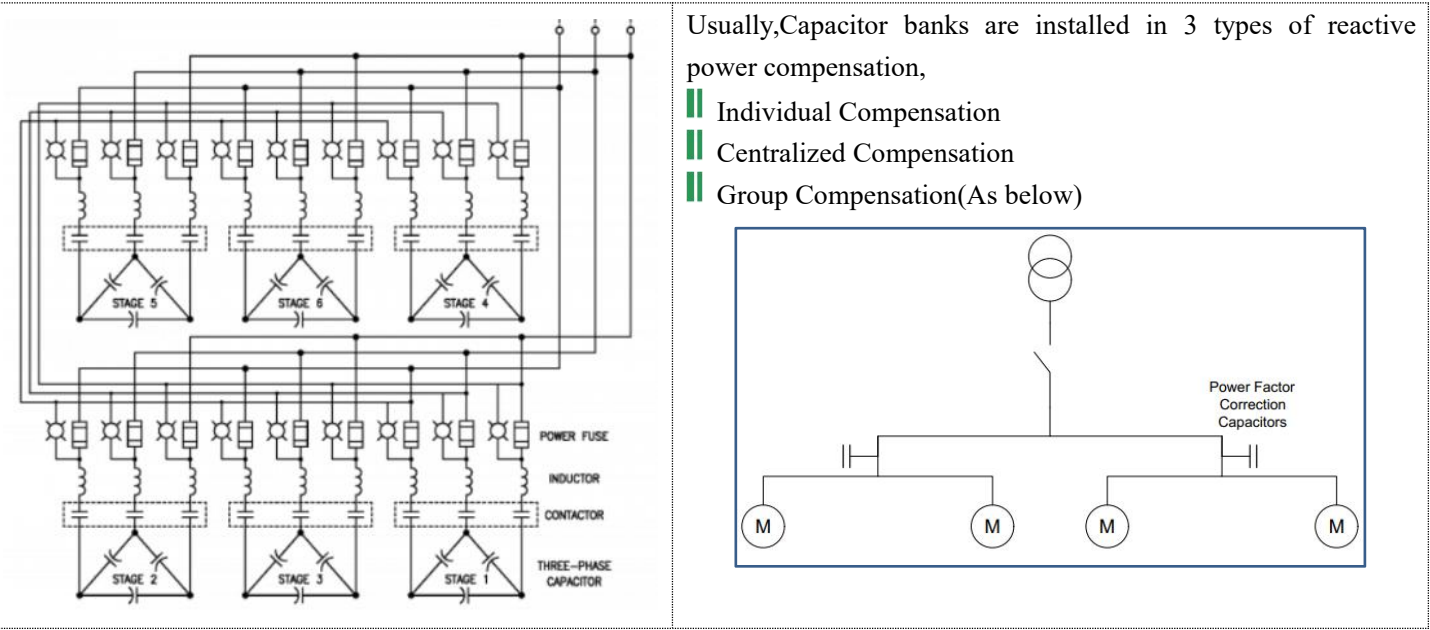 STAGE 5 STAGE 6 STAGE 4
POWER FUSE
INDUCTOR
CONTACTOR
THREE-PHASE
CAPACITOR
STAGE 2 STAGE 3 STAGE 1
Usually,Capacitor banks are installed in 3 types of reactive
power compensation,
Individual Compensation
Centralized Compensation
Group Compensation(As below)
Power Factor
Correction
Capacitors
M M M M